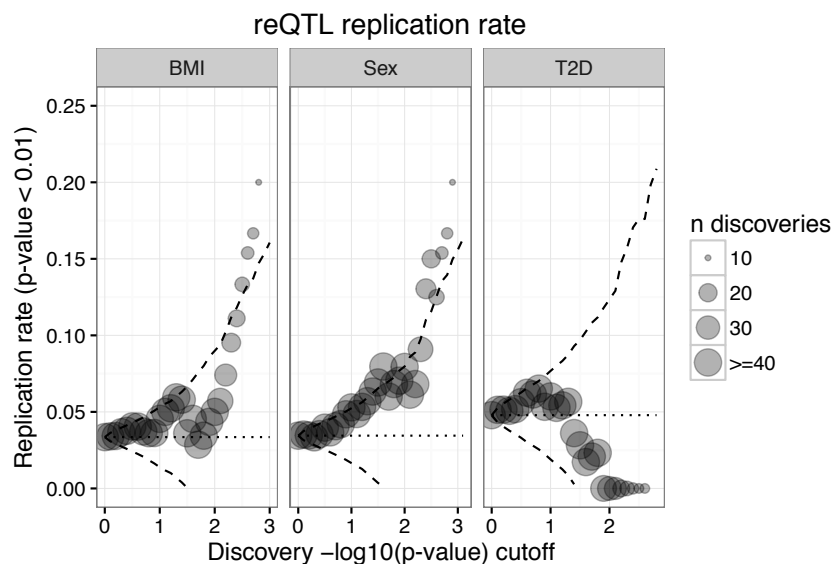 reQTL replication rate
BMI
Sex
T2D
Replication rate (p-value < 0.01)
0.25
0.20
0.15
0.10
0.05
0.00
0 1 2 3
0 1 2 3
0 1 2
Discovery −log10(p-value) cutoff
n discoveries
10
20
30
>=40